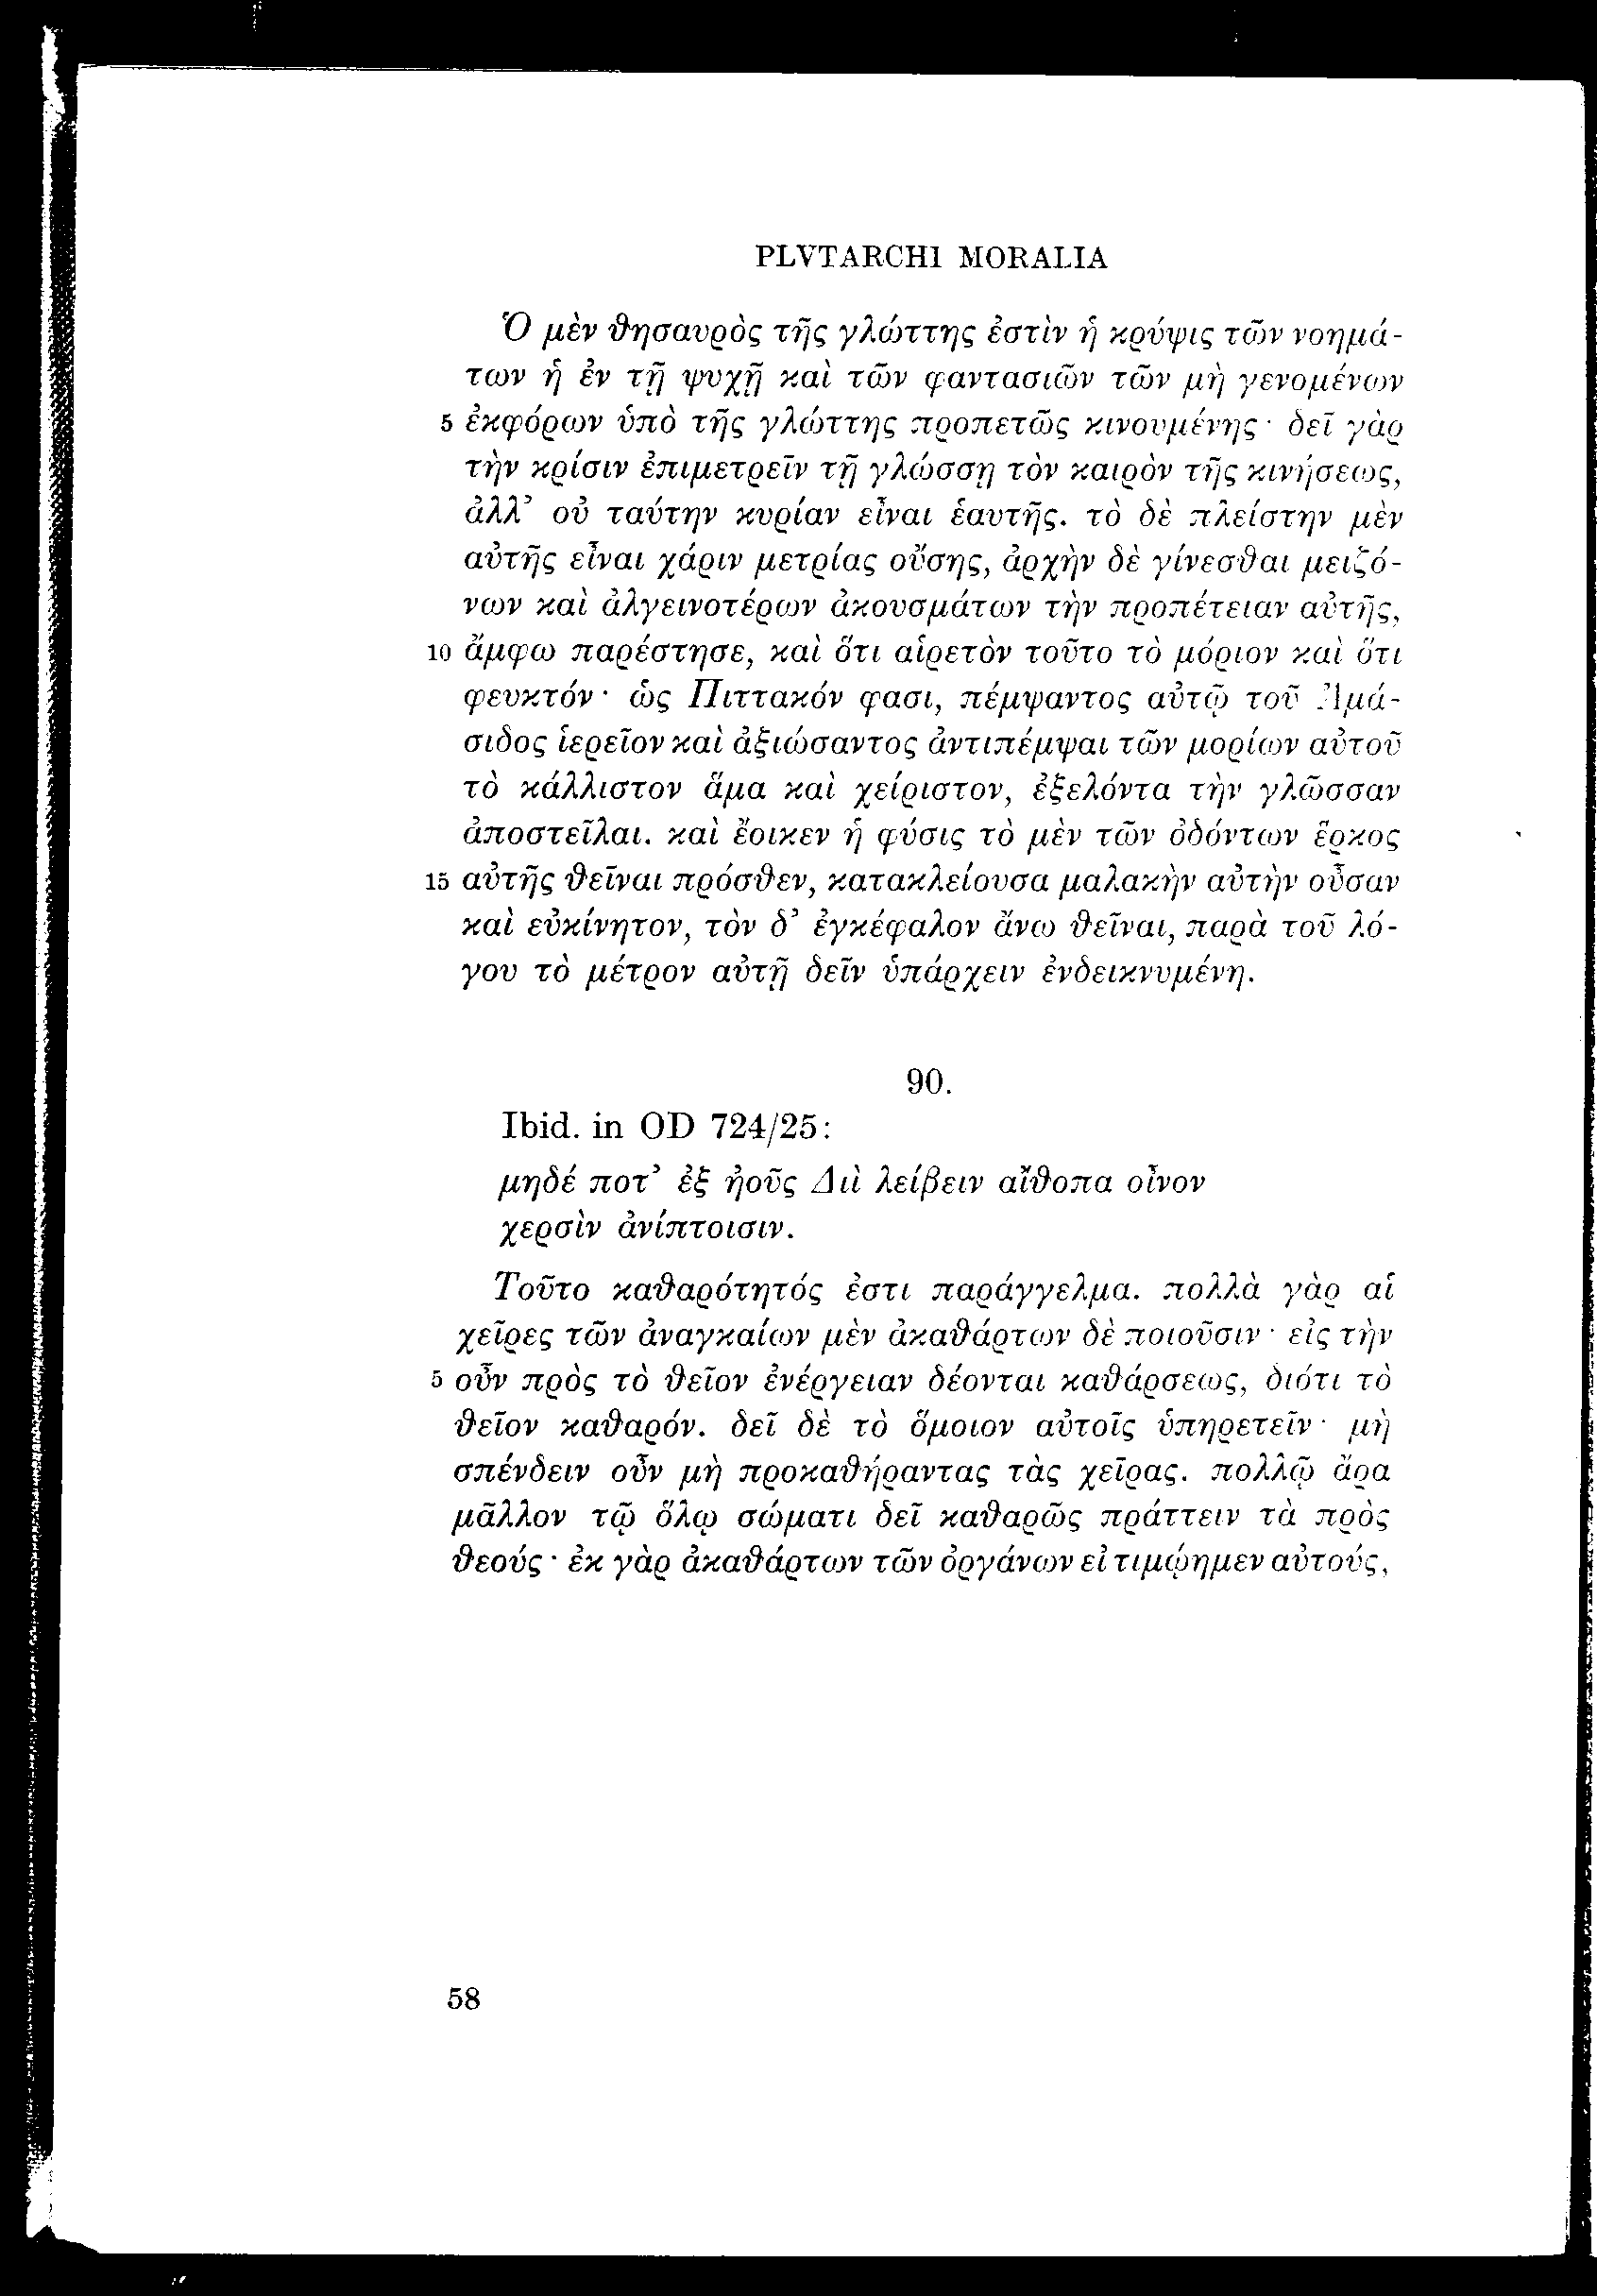 PLVTARCHI MORALIA
Ὁ μὲν θησαυρὸς τῆς γλώττης ἐστὶν ἡ κρύψις τῶν νοημά-
των ἡ ἐν τῇ ψυχῇ καὶ τῶν φαντασιῶν τῶν μὴ γενομένων
5 ἐκφόρων ὑπὸ τῆς γλώττης προπετῶς κινουμένης· δεῖ γὰρ
τὴν κρίσιν ἐπιμετρεῖν τῇ γλώσσῃ τὸν καιρὸν τῆς κινήσεως,
ἀλλ’ οὐ ταύτην κυρίαν εἶναι ἑαυτῆς. τὸ δὲ πλείστην μὲν
αὐτῆς εἶναι χάριν μετρίας οὔσης, ἀρχὴν δὲ γίνεσθαι μειζό-
νων καὶ ἀλγεινοτέρων ἀκουσμάτων τὴν προπέτειαν αὐτῆς,
10 ἄμφω παρέστησε, καὶ ὅτι αἱρετὸν τοῦτο τὸ μόριον καὶ ὅτι
φευκτόν· ὡς Πιττακόν φασι, πέμψαντος αὐτῷ τοῦ Ἀμά-
σιδος ἱερεῖον καὶ ἀξιώσαντος ἀντιπέμψαι τῶν μορίων αὐτοῦ
τὸ κάλλιστον ἅμα καὶ χείριστον, ἐξελόντα τὴν γλῶσσαν
ἀποστεῖλαι. καὶ ἔοικεν ἡ φύσις τὸ μὲν τῶν ὀδόντων ἕρκος
15 αὐτῆς θεῖναι πρόσθεν, κατακλείουσα μαλακὴν αὐτὴν οὖσαν
καὶ εὐκίνητον, τὸν δ’ ἐγκέφαλον ἄνω θεῖναι, παρὰ τοῦ λό-
γου τὸ μέτρον αὐτῇ δεῖν ὑπάρχειν ἐνδεικνυμένη.
90.
Ibid. in OD 724/25:
μηδέ ποτ’ ἐξ ἠοῦς Διὶ λείβειν αἴθοπα οἶνον
χερσὶν ἀνίπτοισιν.
Τοῦτο καθαρότητός ἐστι παράγγελμα. πολλὰ γὰρ αἱ
χεῖρες τῶν ἀναγκαίων μὲν ἀκαθάρτων δὲ ποιοῦσιν· εἰς τὴν
5 οὖν πρὸς τὸ θεῖον ἐνέργειαν δέονται καθάρσεως, διότι τὸ
θεῖον καθαρόν. δεῖ δὲ τὸ ὅμοιον αὐτοῖς ὑπηρετεῖν· μὴ
σπένδειν οὖν μὴ προκαθήραντας τὰς χεῖρας. πολλῷ ἄρα
μᾶλλον τῷ ὅλῳ σώματι δεῖ καθαρῶς πράττειν τὰ πρὸς
θεούς· ἐκ γὰρ ἀκαθάρτων τῶν ὀργάνων εἰ τιμῴημεν αὐτούς,
58